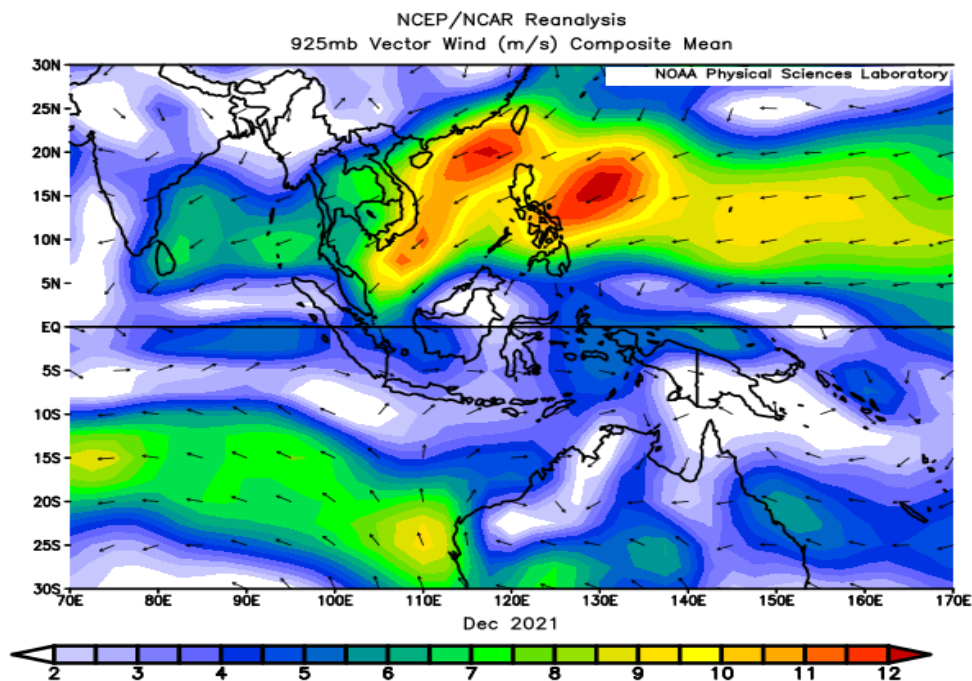 NCEP/NCAR Reanalysis
925mb Vector Wind (m/s) Composite Mean
NOAA Physical Sciences Laboratory
30N
25N
20N
15N
10N
5N
EQ
5S
10S
15S
20S
25S
30S
70E 80E 90E 100E 110E 120E 130E 140E 150E 160E 170E
Dec 2021
2 3 4 5 6 7 8 9 10 11 12